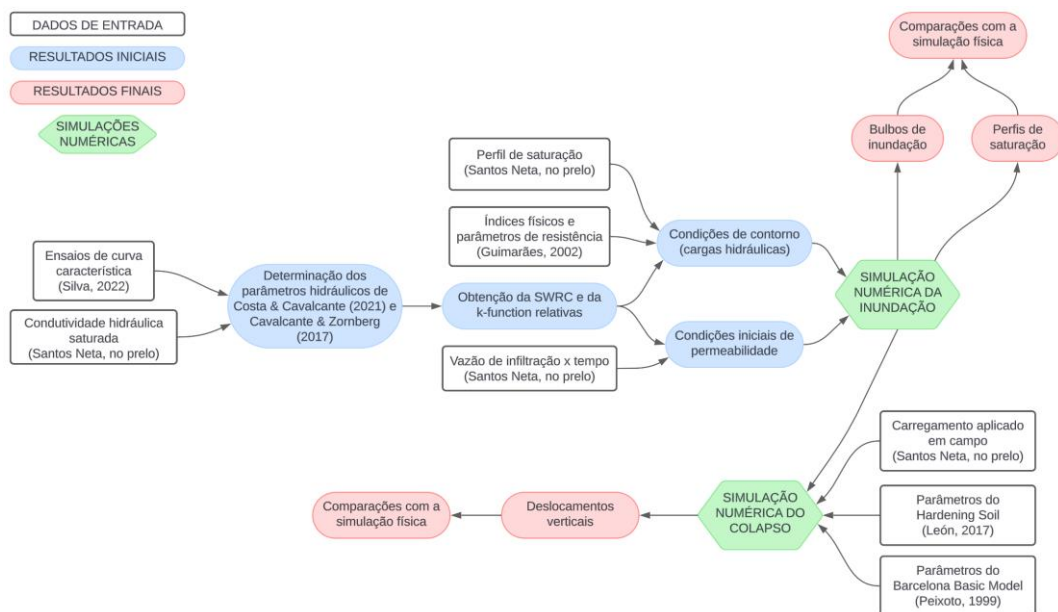 DADOS DE ENTRADA
RESULTADOS INICIAIS
RESULTADOS FINAIS
SIMULAÇÕES
NUMÉRICAS
Comparações com a
simulação física
Bulbos de
inundação
Perfis de
saturação
Perfil de saturação
(Santos Neta, no prelo)
Índices físicos e
parâmetros de resistência
(Guimarães, 2002)
Condições de contorno
(cargas hidráulicas)
Ensaios de curva
característica
(Silva, 2022)
Condutividade hidráulica
saturada
(Santos Neta, no prelo)
Determinação dos
parâmetros hidráulicos de
Costa & Cavalcante (2021) e
Cavalcante & Zornberg
(2017)
Obtenção da SWRC e da
k-function relativas
SIMULAÇÃO
NUMÉRICA DA
INUNDAÇÃO
Condições iniciais de
permeabilidade
Vazão de infiltração x tempo
(Santos Neta, no prelo)
Carregamento aplicado
em campo
(Santos Neta, no prelo)
Comparações com a
simulação física
Deslocamentos
verticais
SIMULAÇÃO
NUMÉRICA DO
COLAPSO
Parâmetros do
Hardening Soil
(León, 2017)
Parâmetros do
Barcelona Basic Model
(Peixoto, 1999)